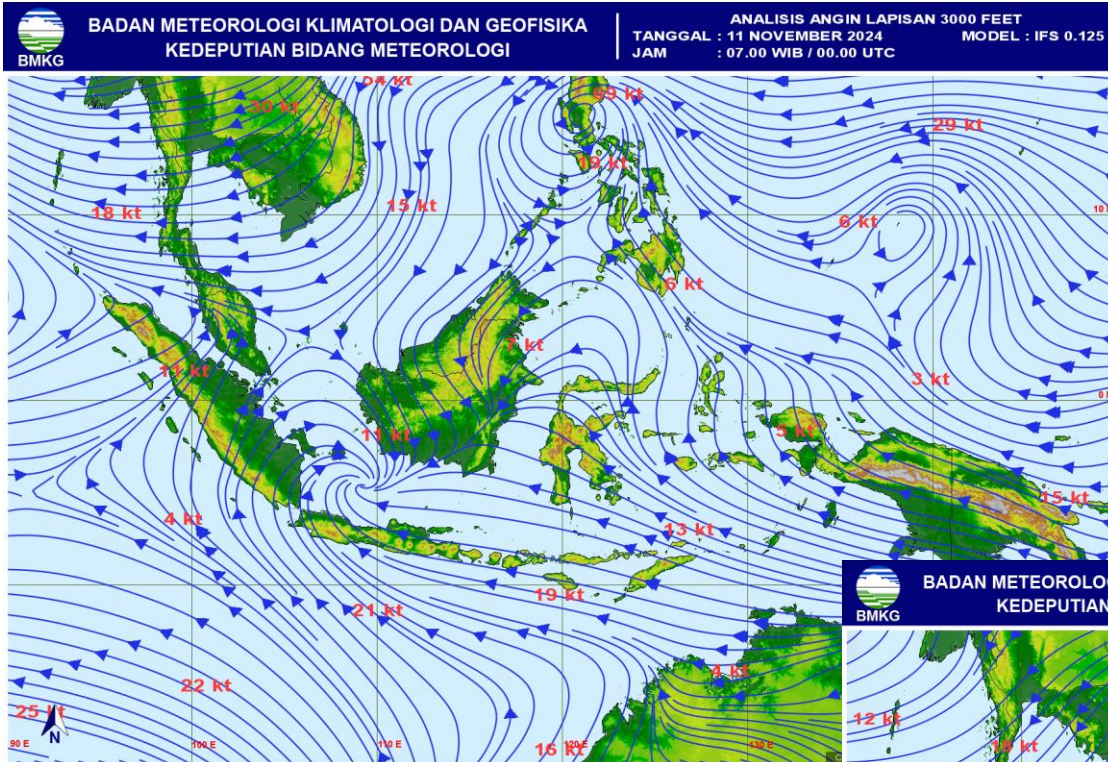 BADAN METEOROLOGI KLIMATOLOGI DAN GEOFISIKA
KEDEPUTIAN BIDANG METEOROLOGI
BMKG
ANALISIS ANGIN LAPISAN 3000 FEET
TANGGAL : 11 NOVEMBER 2024 MODEL : IFS 0.125
JAM : 07.00 WIB / 00.00 UTC
30 kt
19 kt
29 kt
18 kt
15 kt
6 kt
10
6 kt
7 kt
11 kt
3 kt
11 kt
5 kt
4 kt
13 kt
15 kt
19 kt
21 kt
4 kt
22 kt
16 kt
N
90 E
100 E
110 E
120 E
130 E
BMKG
BADAN METEOROLOG
KEDEPUTIAN
12 kt